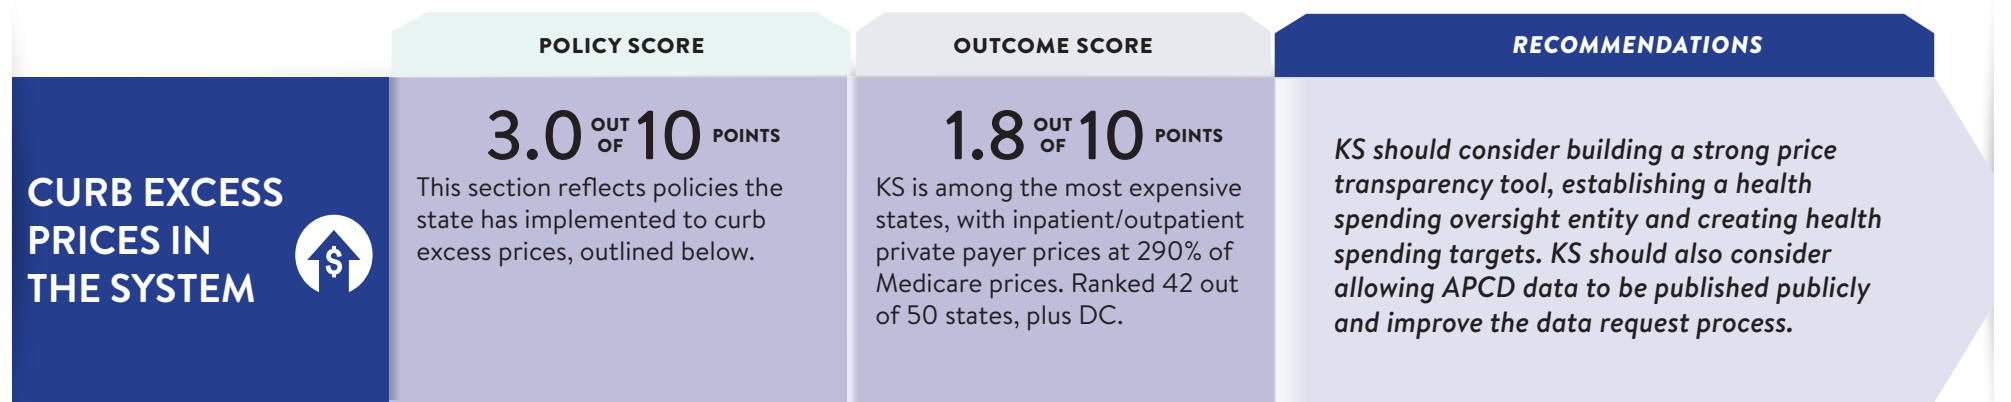 POLICY SCORE
OUTCOME SCORE
RECOMMENDATIONS
CURB EXCESS
PRICES IN
THE SYSTEM
$
3.0 OUT OF 10 POINTS
This section reflects policies the
state has implemented to curb
excess prices, outlined below.
1.8 OUT OF 10 POINTS
KS is among the most expensive
states, with inpatient/outpatient
private payer prices at 290% of
Medicare prices. Ranked 42 out
of 50 states, plus DC.
KS should consider building a strong price
transparency tool, establishing a health
spending oversight entity and creating health
spending targets. KS should also consider
allowing APCD data to be published publicly
and improve the data request process.